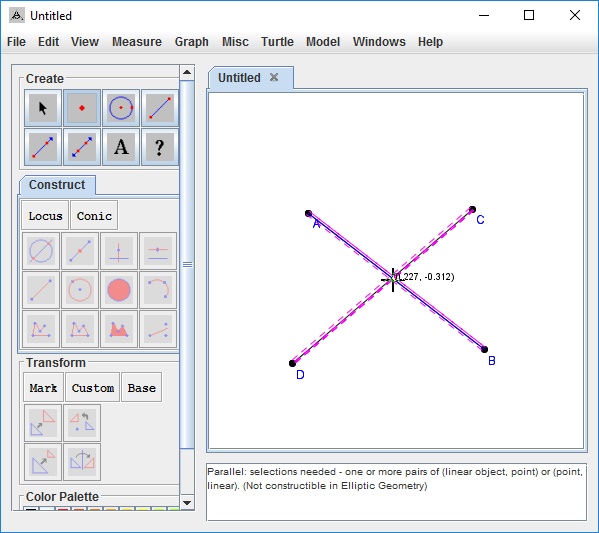 Untitled
File Edit View Measure Graph Misc Turtle Model Windows Help
Create
A ?
Construct
Locus Conic
Transform
Mark Custom Base
Color Palette
Untitled
A
C
B
D
-0.312)
Parallel: selections needed - one or more pairs of (linear object, point) or (point,
linear). (Not constructible in Elliptic Geometry)